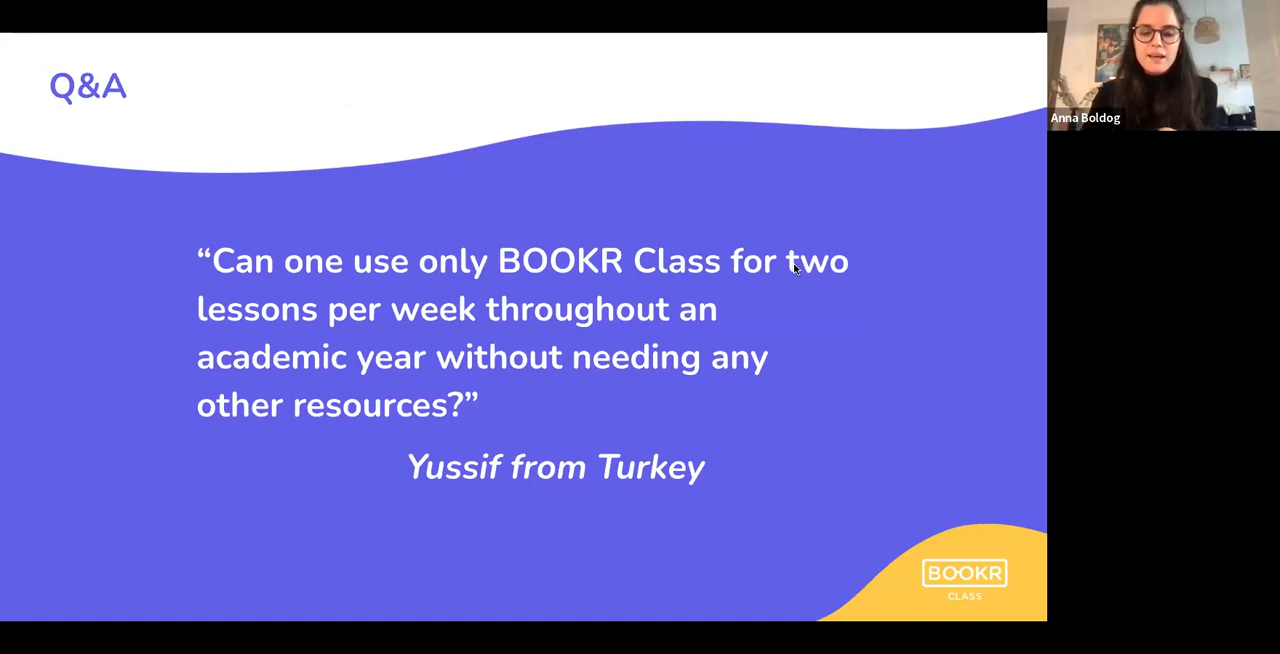 Q&A
“Can one use only BOOKR Class for two
lessons per week throughout an
academic year without needing any
other resources?”
Yussif from Turkey
BOOKR
CLASS
Anna Boldog